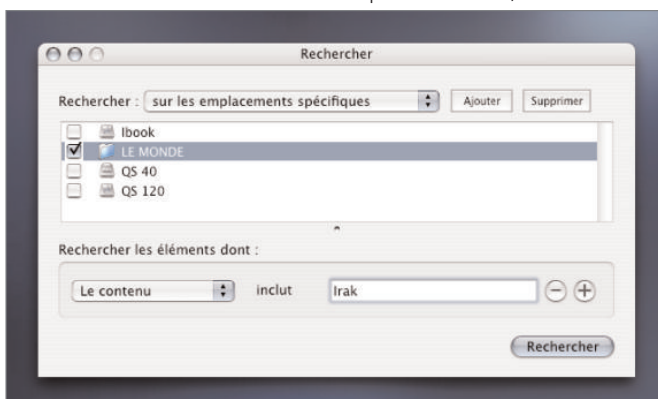 Rechercher
Rechercher : sur les emplacements spécifiques Ajouter Supprimer
Ibook
LE MONDE
QS 40
QS 120
Rechercher les éléments dont :
Le contenu inclut Irak
Rechercher